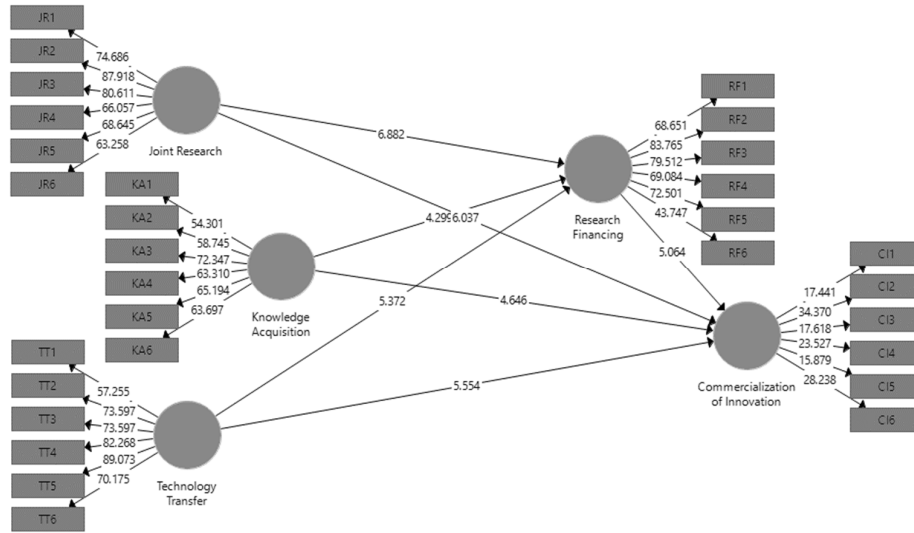 JR1
JR2
JR3
JR4
JR5
JR6
74.686
87.918
80.611
66.057
68.645
63.258
Joint Research
KA1
KA2
KA3
KA4
KA5
KA6
54.301
58.745
72.347
63.310
65.194
63.697
Knowledge
Acquisition
TT1
TT2
TT3
TT4
TT5
TT6
57.255
73.597
73.597
82.268
89.073
70.175
Technology
Transfer
6.882
4.299
6.037
5.372
4.646
5.554
5.064
Research
Financing
68.651
83.765
79.512
69.084
72.501
43.747
RF1
RF2
RF3
RF4
RF5
RF6
Commercialization
of Innovation
17.441
34.370
17.618
23.527
15.879
28.238
CI1
CI2
CI3
CI4
CI5
CI6